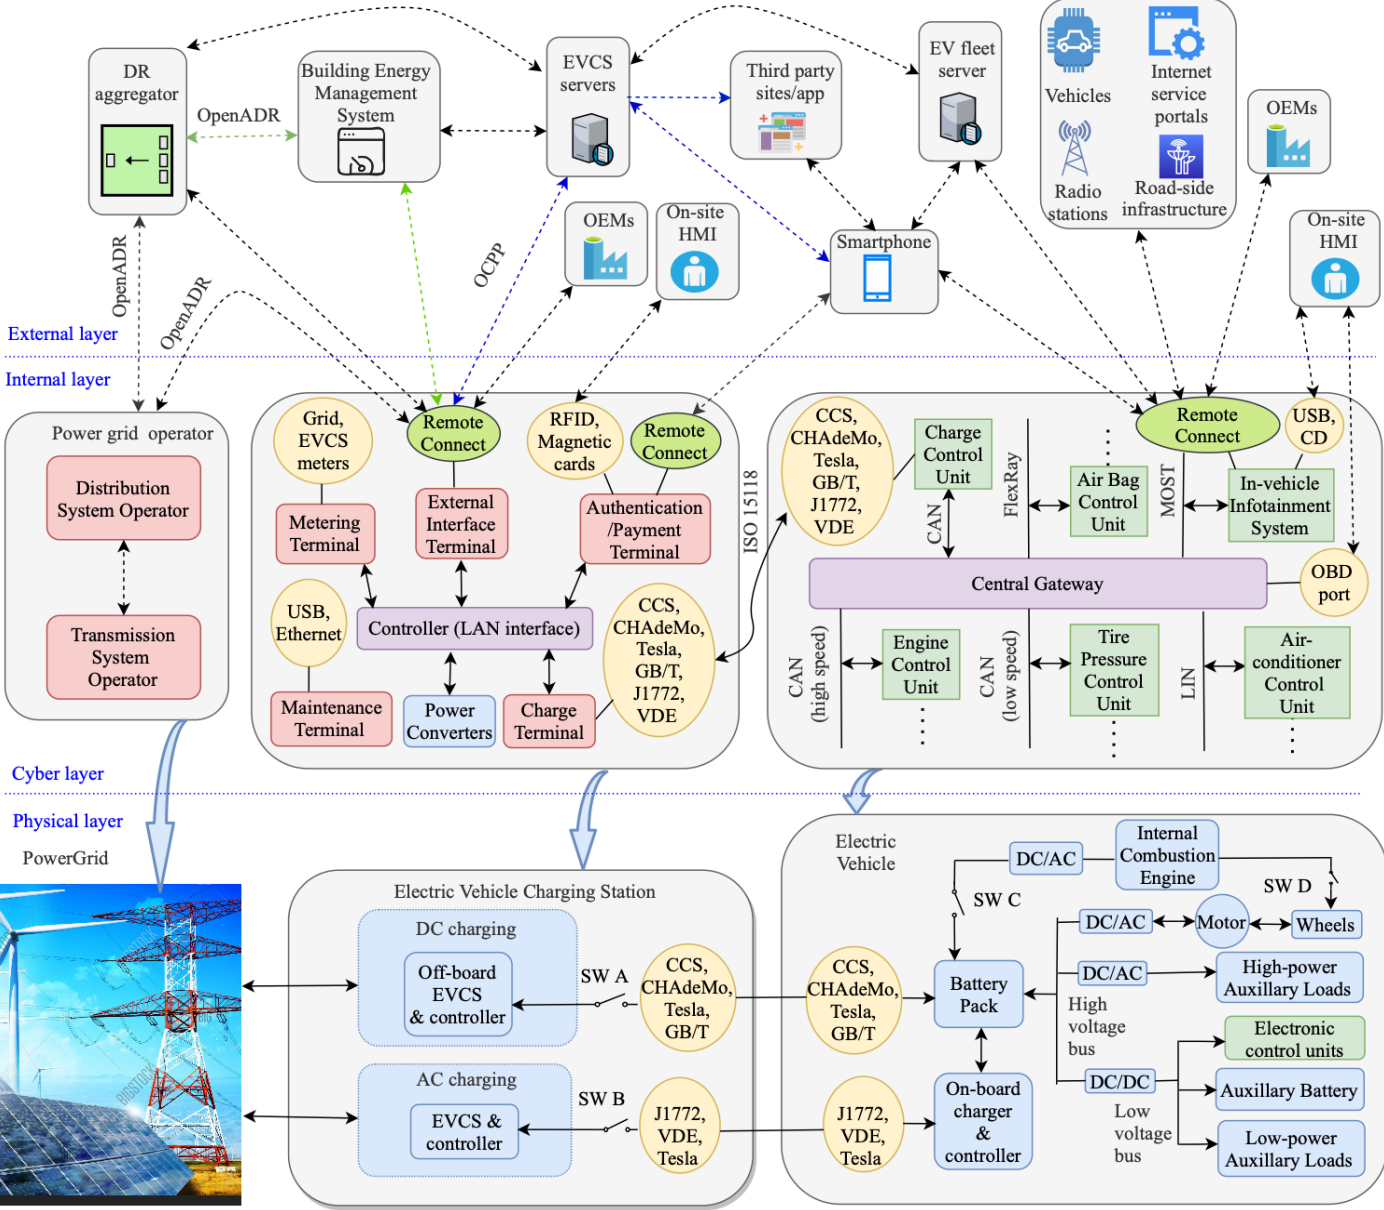 DR
aggregator
OpenADR
Building Energy
Management
System
EVCS
servers
Third party
sites/app
EV fleet
server
Vehicles
Internet
service
portals
Radio
stations
Road-side
infrastructure
OEMs
On-site
HMI
OEMs
On-site
HMI
Smartphone
OCPP
OpenADR
OpenADR
External layer
Internal layer
Power grid operator
Distribution
System Operator
Transmission
System
Operator
Grid,
EVCS
meters
Remote
Connect
RFID,
Magnetic
cards
Remote
Connect
Metering
Terminal
External
Interface
Terminal
Authentication
/Payment
Terminal
USB,
Ethernet
Controller (LAN interface)
CCS,
CHAdeMo,
Tesla,
GB/T,
J1772,
VDE
Maintenance
Terminal
Power
Converters
Charge
Terminal
ISO 15118
CCS,
CHAdeMo,
Tesla,
GB/T,
J1772,
VDE
Charge
Control
Unit
CAN
FlexRay
Air Bag
Control
Unit
MOST
Remote
Connect
USB,
CD
In-vehicle
Infotainment
System
Central Gateway
OBD
port
CAN
(high speed)
Engine
Control
Unit
CAN
(low speed)
Tire
Pressure
Control
Unit
LIN
Air-
conditioner
Control
Unit
Cyber layer
Physical layer
PowerGrid
BIGSTOCK
BIGSTOCK
Electric Vehicle Charging Station
DC charging
Off-board
EVCS
& controller
SW A
CCS,
CHAdeMo,
Tesla,
GB/T
AC charging
EVCS &
controller
SW B
J1772,
VDE,
Tesla
Electric
Vehicle
CCS,
CHAdeMo,
Tesla,
GB/T
J1772,
VDE,
Tesla
DC/AC
Internal
Combustion
Engine
SW C
SW D
DC/AC
Motor
Wheels
Battery
Pack
DC/AC
High-power
Auxillary Loads
High
voltage
bus
Electronic
control units
DC/DC
Auxillary Battery
Low
voltage
bus
Low-power
Auxillary Loads
On-board
charger
&
controller